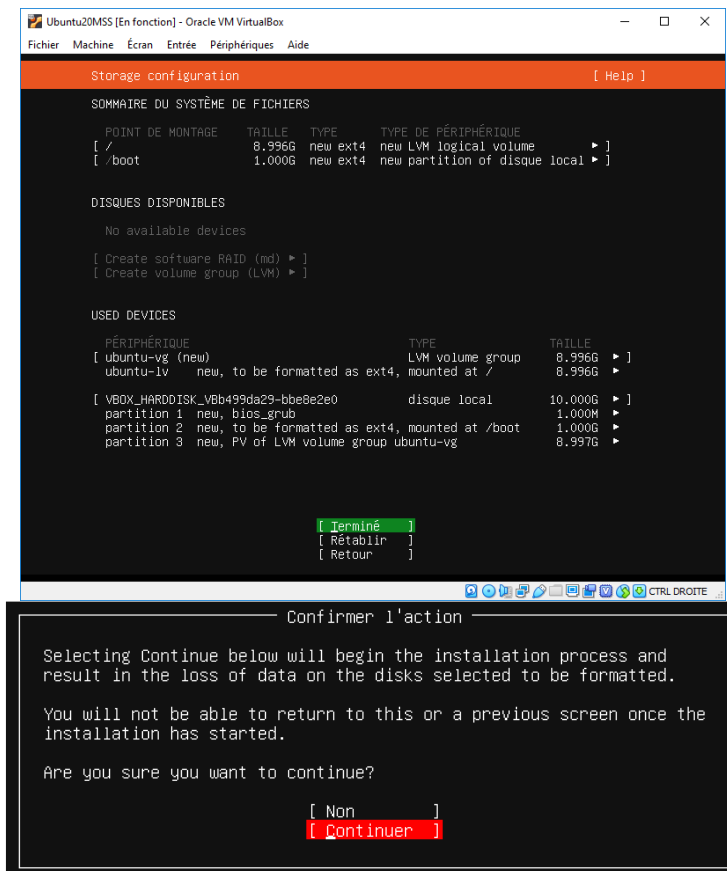 Ubuntu20MSS [En fonction] - Oracle VM VirtualBox
Fichier Machine Écran Entrée Périphériques Aide
Storage configuration [ Help ]
SOMMAIRE DU SYSTÈME DE FICHIERS
POINT DE MONTAGE TAILLE TYPE TYPE DE PÉRIPHÉRIQUE
[ / 8.996G new ext4 new LVM logical volume ▸ ]
[ /boot 1.000G new ext4 new partition of disque local ▸ ]
DISQUES DISPONIBLES
No available devices
[ Create software RAID (md) ▸ ]
[ Create volume group (LVM) ▸ ]
USED DEVICES
PÉRIPHÉRIQUE TYPE TAILLE
[ ubuntu-vg (new) LVM volume group 8.996G ▸ ]
ubuntu-lv new, to be formatted as ext4, mounted at / 8.996G ▸
[ VBOX_HARDDISK_VBb499da29-bbe8e2e0 disque local 10.000G ▸ ]
partition 1 new, bios_grub 1.000M ▸
partition 2 new, to be formatted as ext4, mounted at /boot 1.000G ▸
partition 3 new, PV of LVM volume group ubuntu-vg 8.997G ▸
[ Terminé ]
[ Rétablir ]
[ Retour ]
CTRL DROITE
Confirmer l'action
Selecting Continue below will begin the installation process and
result in the loss of data on the disks selected to be formatted.
You will not be able to return to this or a previous screen once the
installation has started.
Are you sure you want to continue?
[ Non ]
[ Continuer ]